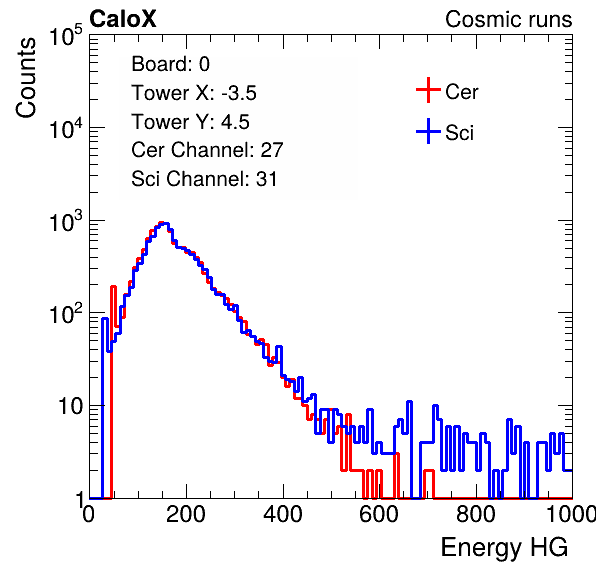 CaloX Cosmic runs
Counts
10^5
10^4
10^3
10^2
10
1
Board: 0
Tower X: -3.5
Tower Y: 4.5
Cer Channel: 27
Sci Channel: 31
Cer
Sci
0 200 400 600 800 1000
Energy HG